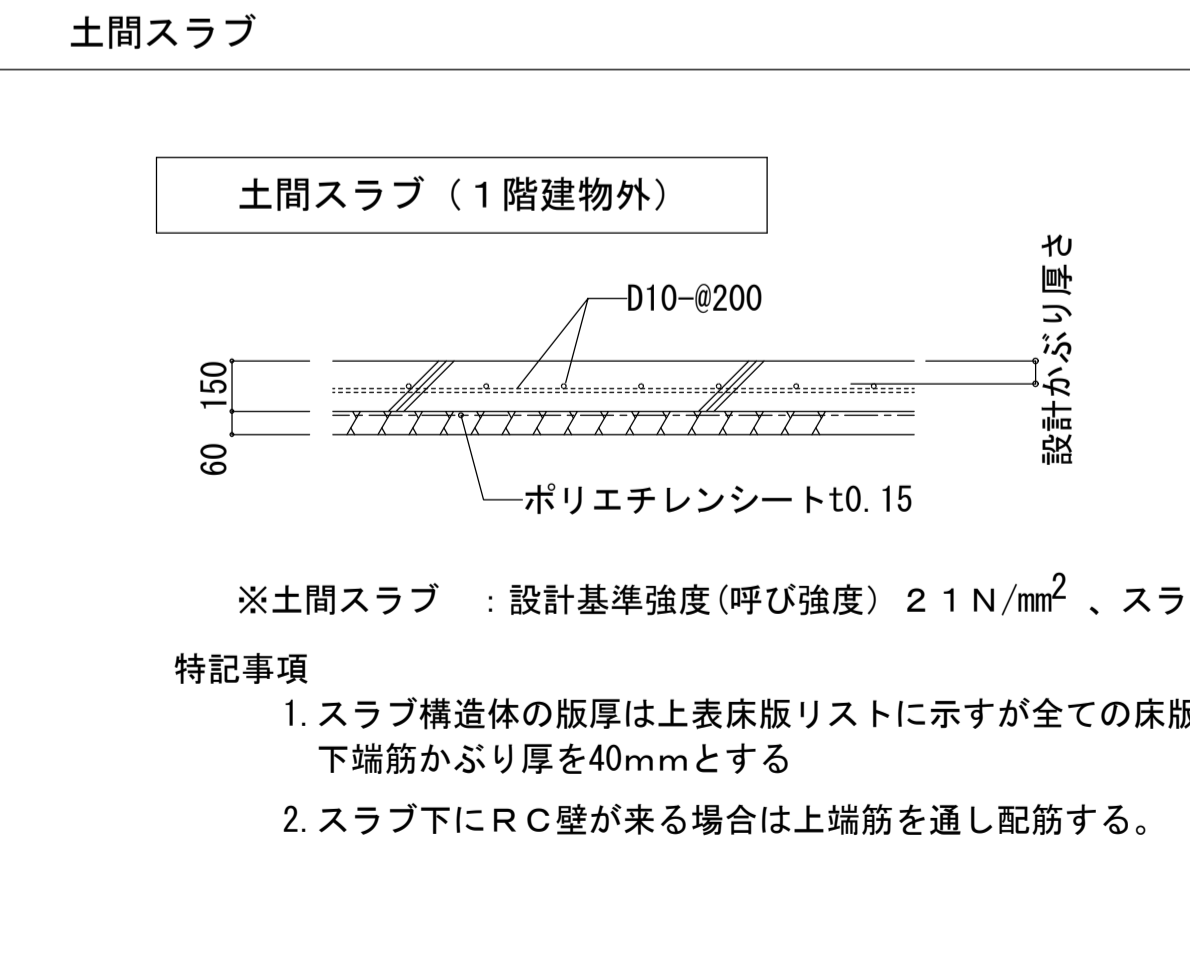 土間スラブ
土間スラブ（１階建物外）
D10-@200
設計かぶり厚さ
150
60
ポリエチレンシートt0.15
※土間スラブ　：設計基準強度(呼び強度） ２１Ｎ/mm²、スラ
特記事項
1.スラブ構造体の版厚は上表床版リストに示すが全ての床版
下端筋かぶり厚を40ｍｍとする
2.スラブ下にＲＣ壁が来る場合は上端筋を通し配筋する。